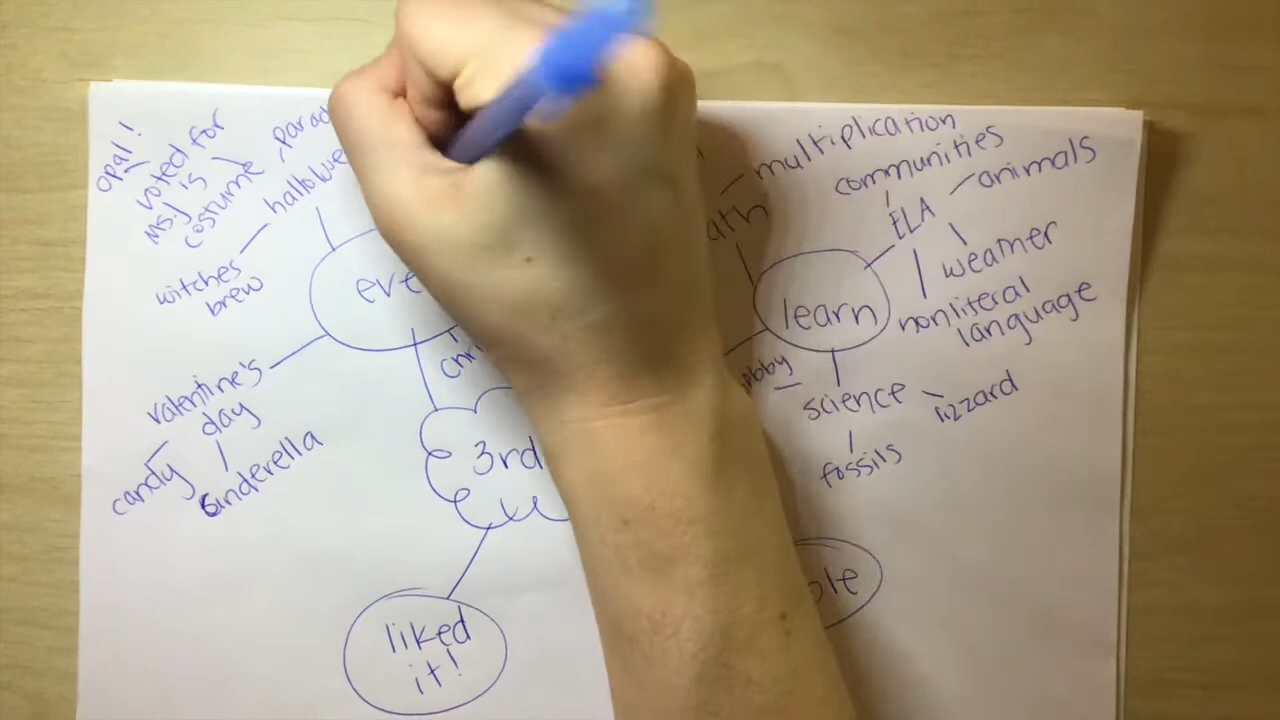 opal!
voted for
ms. j's
costume
witches
brew
multiplication
communities
animals
ELA
weather
nonliteral
language
learn
science
lizzard
fossils
valentine's
day
candy
cinderella
3rd
liked
it!